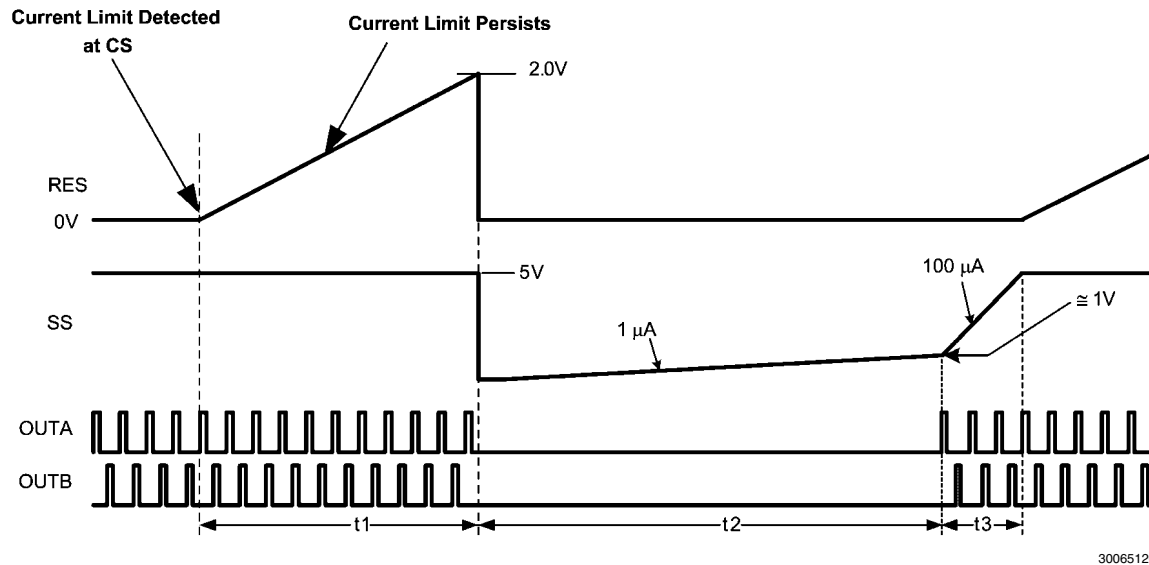 Current Limit Detected
at CS
Current Limit Persists
2.0V
RES
0V
5V
100 μA
≅ 1V
SS
1 μA
OUTA
OUTB
t1
t2
t3
3006512